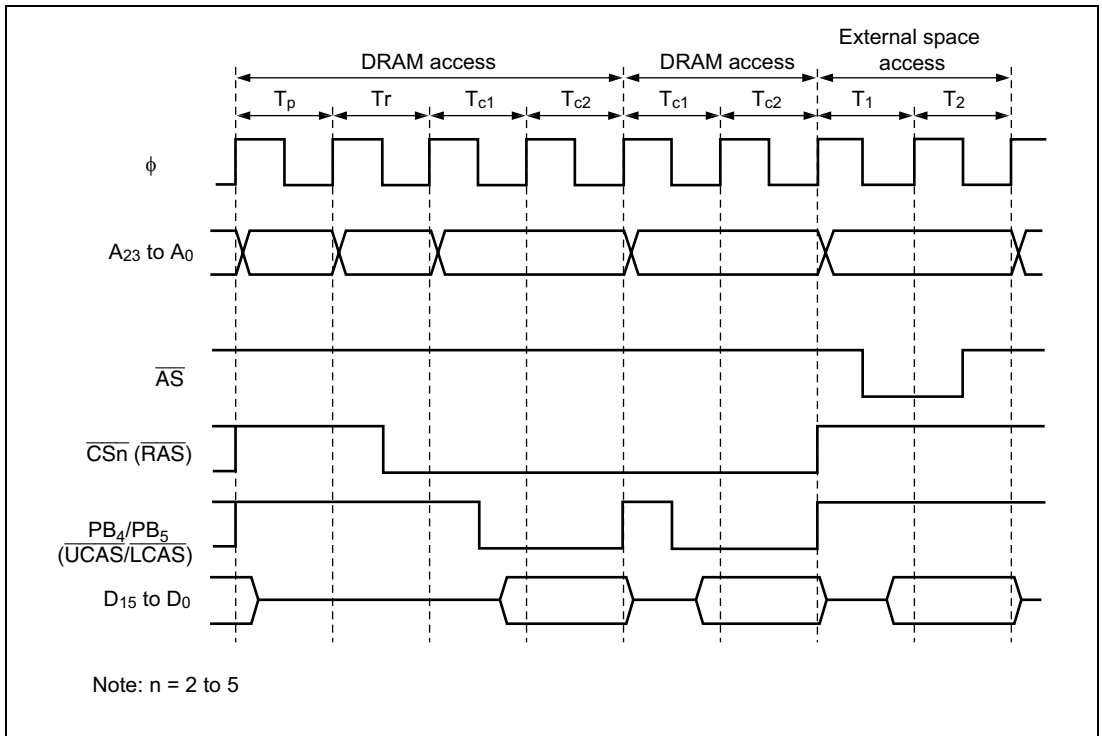 External space
access
DRAM access DRAM access
Tp Tr Tc1 Tc2 Tc1 Tc2 T1 T2
ϕ
A23 to A0
AS
CSn (RAS)
PB4/PB5
(UCAS/LCAS)
D15 to D0
Note: n = 2 to 5